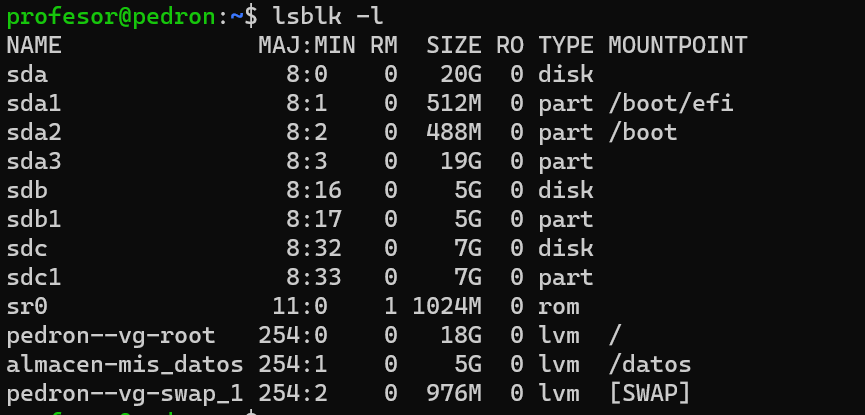 profesor@pedron:~$ lsblk -l
NAME MAJ:MIN RM SIZE RO TYPE MOUNTPOINT
sda 8:0 0 20G 0 disk
sda1 8:1 0 512M 0 part /boot/efi
sda2 8:2 0 488M 0 part /boot
sda3 8:3 0 19G 0 part
sdb 8:16 0 5G 0 disk
sdb1 8:17 0 5G 0 part
sdc 8:32 0 7G 0 disk
sdc1 8:33 0 7G 0 part
sr0 11:0 1 1024M 0 rom
pedron--vg-root 254:0 0 18G 0 lvm /
almacen-mis_datos 254:1 0 5G 0 lvm /datos
pedron--vg-swap_1 254:2 0 976M 0 lvm [SWAP]